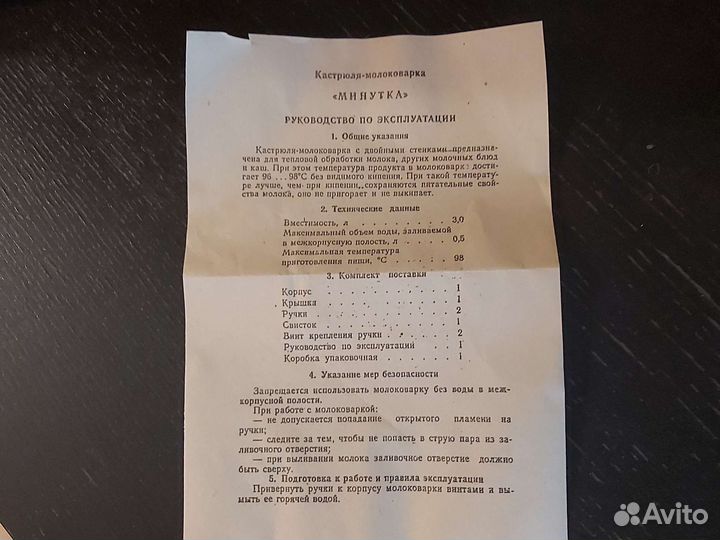 Кастрюля-молоковарка
«МИНУТКА»
РУКОВОДСТВО ПО ЭКСПЛУАТАЦИИ
1. Общие указания
Кастрюля-молоковарка с двойными стенками предназна-
чена для тепловой обработки молока, других молочных блюд
и каш. При этом температура продукта в молоковарке дости-
гает 96 ... 98°С без видимого кипения. При такой температу-
ре лучше, чем при кипении, сохраняются питательные свой-
ства молока, оно не пригорает и не выкипает.
2. Технические данные
Вместимость, л . . . . . . . . 3,0
Максимальный объем воды, заливаемой
в межкорпусную полость, л . . . . . 0,5
Максимальная температура
приготовления пищи, °С . . . . . . 98
3. Комплект поставки
Корпус . . . . . . . . . . 1
Крышка . . . . . . . . . . 1
Ручки . . . . . . . . . . 2
Свисток . . . . . . . . . . 1
Винт крепления ручки . . . . . . 2
Руководство по эксплуатации . . . . 1
Коробка упаковочная . . . . . . 1
4. Указание мер безопасности
Запрещается использовать молоковарку без воды в меж-
корпусной полости.
При работе с молоковаркой:
— не допускается попадание открытого пламени на
ручки;
— следите за тем, чтобы не попасть в струю пара из за-
ливочного отверстия;
— при выливании молока заливочное отверстие должно
быть сверху.
5. Подготовка к работе и правила эксплуатации
Привернуть ручки к корпусу молоковарки винтами и вы-
мыть ее горячей водой.
Avito